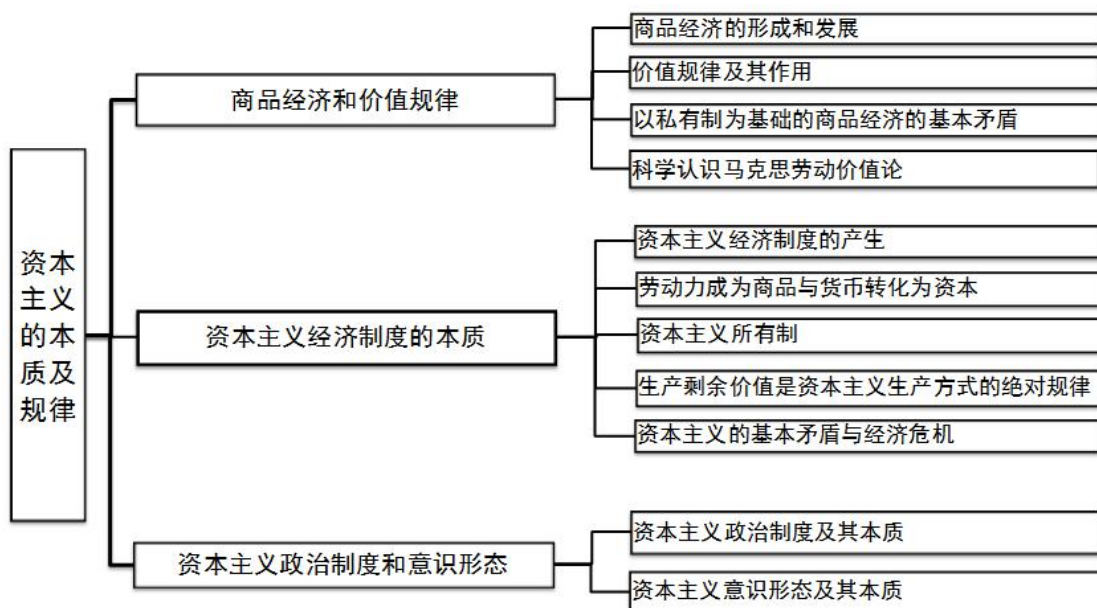 资本
主义
的本
质及
规律
商品经济和价值规律
商品经济的形成和发展
价值规律及其作用
以私有制为基础的商品经济的基本矛盾
科学认识马克思劳动价值论
资本主义经济制度的本质
资本主义经济制度的产生
劳动力成为商品与货币转化为资本
资本主义所有制
生产剩余价值是资本主义生产方式的绝对规律
资本主义的基本矛盾与经济危机
资本主义政治制度和意识形态
资本主义政治制度及其本质
资本主义意识形态及其本质